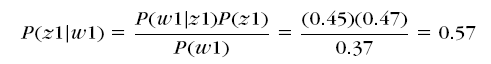 P(z1|w1) = P(w1|z1)P(z1) / P(w1) = (0.45)(0.47) / 0.37 = 0.57